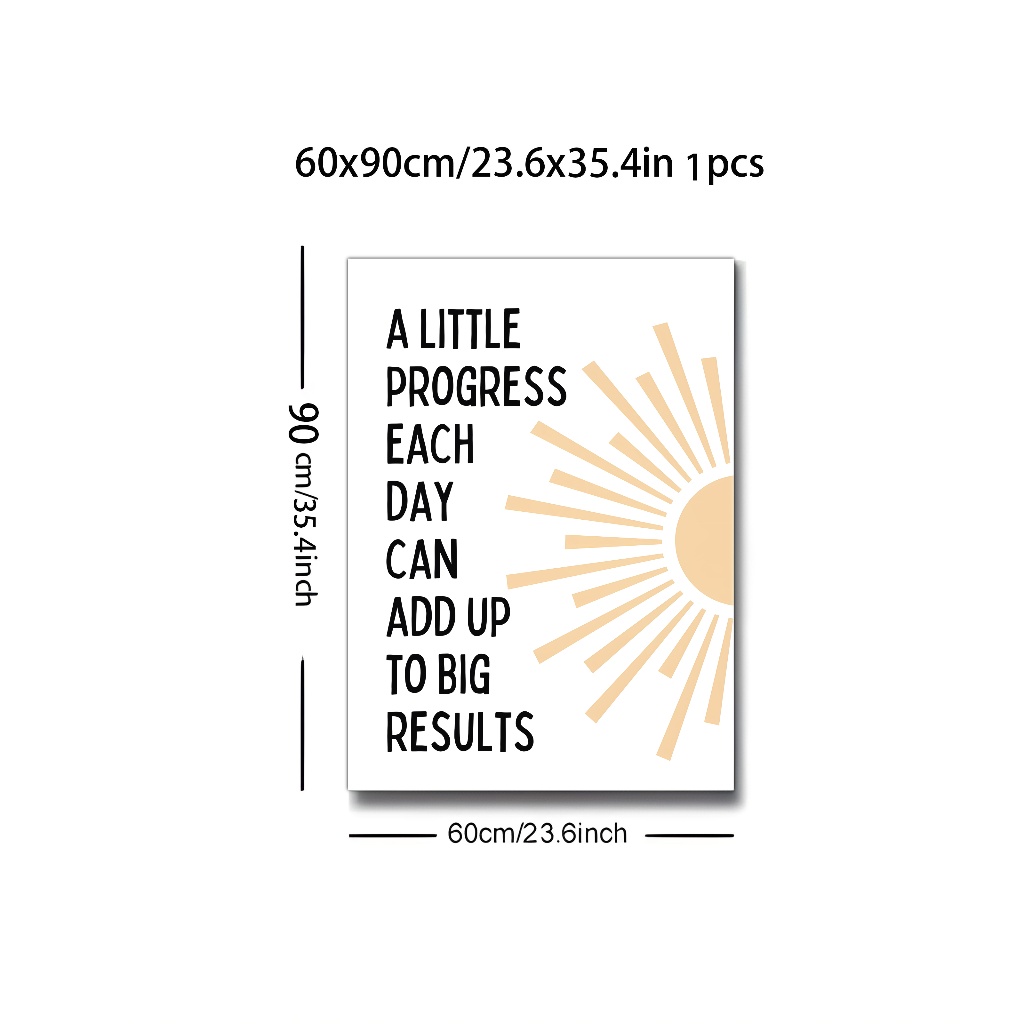 60x90cm/23.6x35.4in 1pcs
A LITTLE
PROGRESS
EACH
DAY
CAN
ADD UP
TO BIG
RESULTS
90 cm/35.4inch
60cm/23.6inch